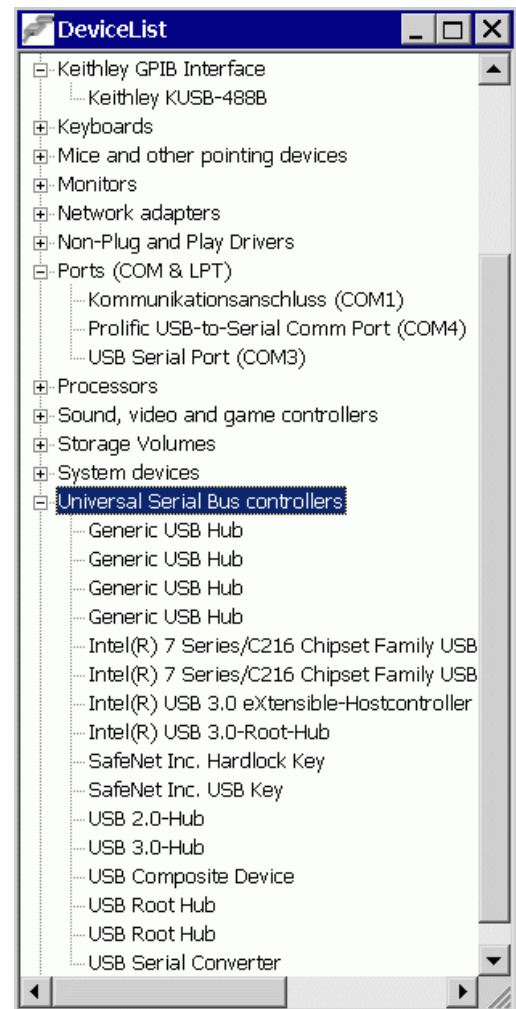 DeviceList
Keithley GPIB Interface
Keithley KUSB-488B
Keyboards
Mice and other pointing devices
Monitors
Network adapters
Non-Plug and Play Drivers
Ports (COM & LPT)
Kommunikationsanschluss (COM1)
Prolific USB-to-Serial Comm Port (COM4)
USB Serial Port (COM3)
Processors
Sound, video and game controllers
Storage Volumes
System devices
Universal Serial Bus controllers
Generic USB Hub
Generic USB Hub
Generic USB Hub
Generic USB Hub
Intel(R) 7 Series/C216 Chipset Family USB
Intel(R) 7 Series/C216 Chipset Family USB
Intel(R) USB 3.0 eXtensible-Hostcontroller
Intel(R) USB 3.0-Root-Hub
SafeNet Inc. Hardlock Key
SafeNet Inc. USB Key
USB 2.0-Hub
USB 3.0-Hub
USB Composite Device
USB Root Hub
USB Root Hub
USB Serial Converter